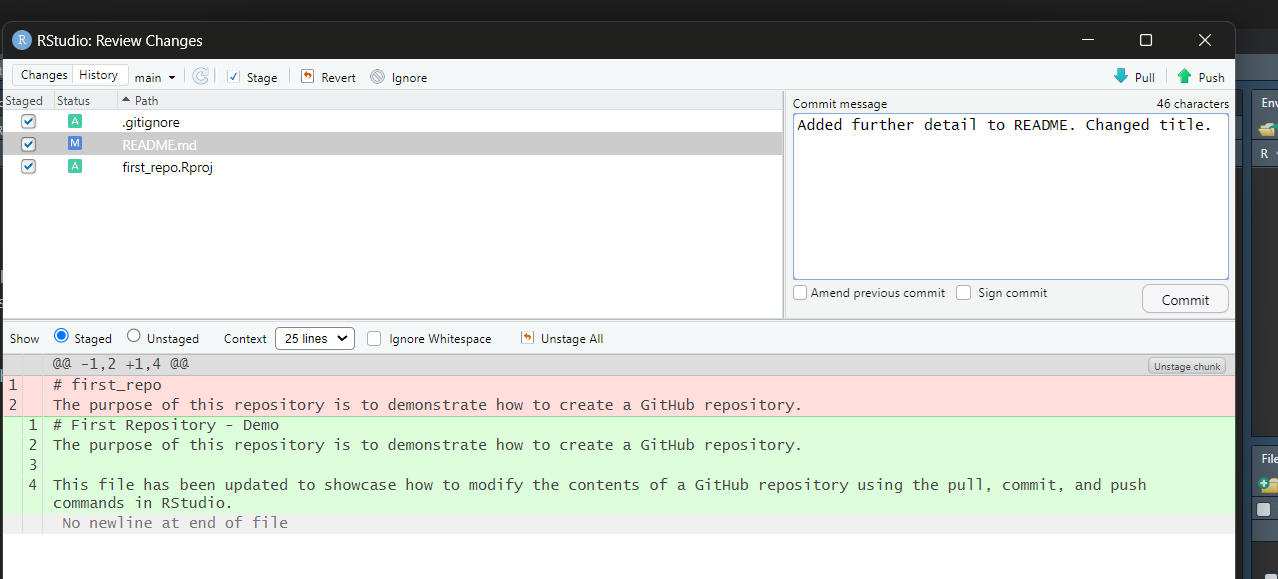 R RStudio: Review Changes
Changes History main Stage Revert Ignore Pull Push
Staged Status Path
A .gitignore
M README.md
A first_repo.Rproj
Commit message 46 characters
Added further detail to README. Changed title.
Amend previous commit Sign commit
Commit
Show Staged Unstaged Context 25 lines Ignore Whitespace Unstage All
@@ -1,2 +1,4 @@ Unstage chunk
1 # first_repo
2 The purpose of this repository is to demonstrate how to create a GitHub repository.
1 # First Repository - Demo
2 The purpose of this repository is to demonstrate how to create a GitHub repository.
3
4 This file has been updated to showcase how to modify the contents of a GitHub repository using the pull, commit, and push
commands in RStudio.
No newline at end of file
Env
R
File